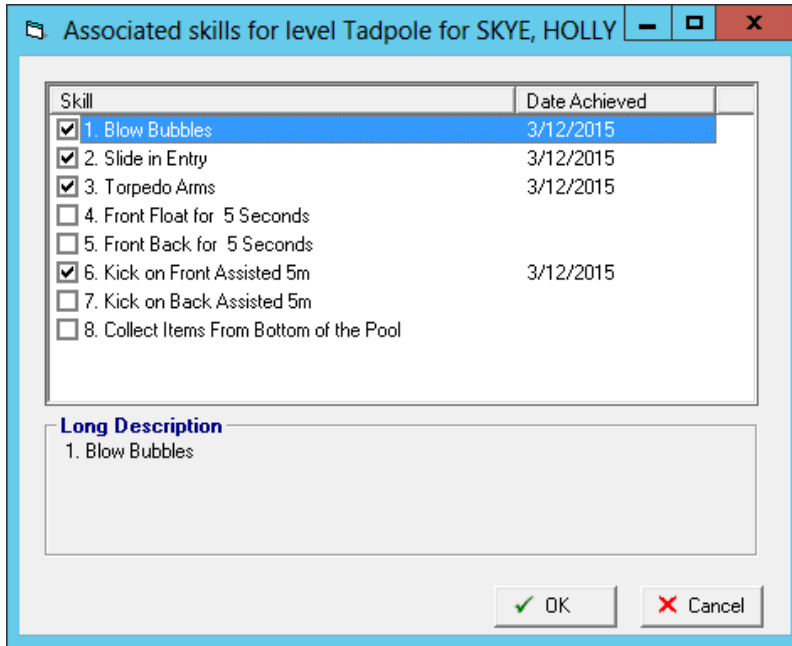 Associated skills for level Tadpole for SKYE, HOLLY
Skill Date Achieved
1. Blow Bubbles 3/12/2015
2. Slide in Entry 3/12/2015
3. Torpedo Arms 3/12/2015
4. Front Float for  5 Seconds
5. Front Back for  5 Seconds
6. Kick on Front Assisted 5m 3/12/2015
7. Kick on Back Assisted 5m
8. Collect Items From Bottom of the Pool
Long Description
1. Blow Bubbles
OK Cancel